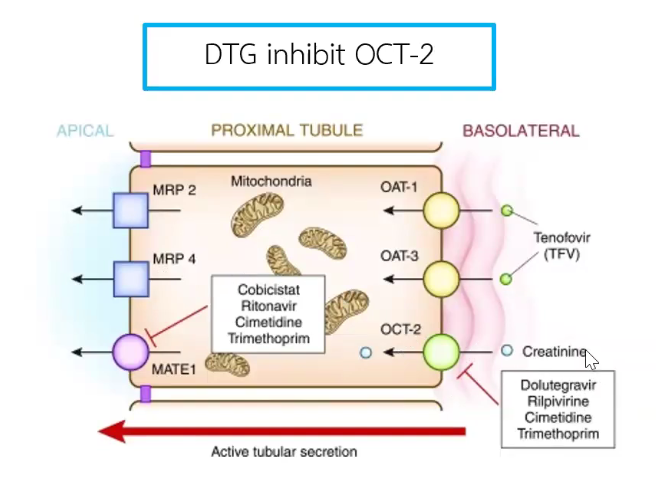 DTG inhibit OCT-2
APICAL
PROXIMAL TUBULE
BASOLATERAL
MRP 2
Mitochondria
OAT-1
Tenofovir
(TFV)
MRP 4
OAT-3
Cobicistat
Ritonavir
Cimetidine
Trimethoprim
OCT-2
Creatinine
MATE1
Dolutegravir
Rilpivirine
Cimetidine
Trimethoprim
Active tubular secretion